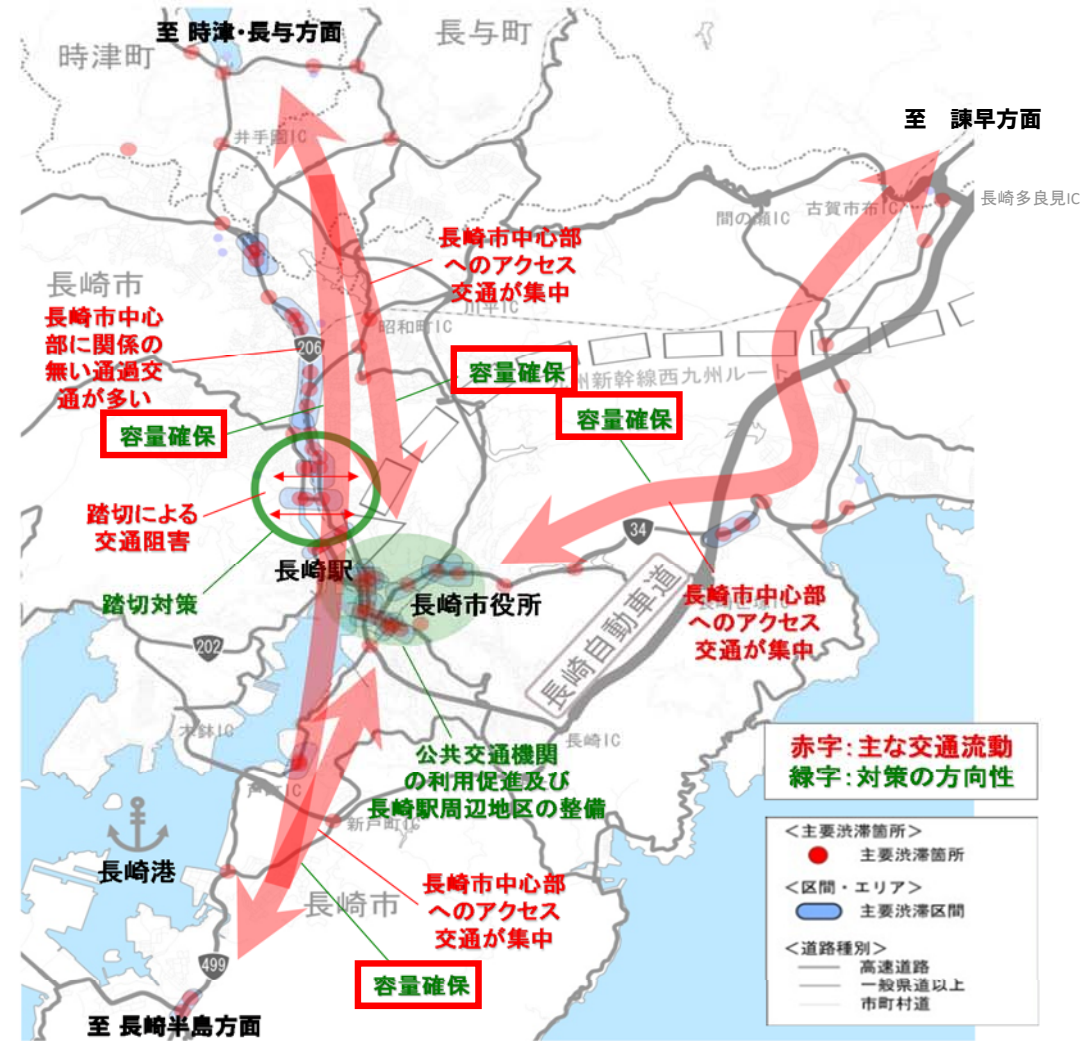 至 時津・長与方面
長与町
時津町
至 諫早方面
井手園IC
長崎多良見IC
古賀市布IC
間の瀬IC
長崎市中心部
へのアクセス
交通が集中
長崎市
川平IC
長崎市中心
部に関係の
無い通過交
通が多い
昭和町IC
206
容量確保
九州新幹線西九州ルート
容量確保
容量確保
踏切による
交通阻害
34
長崎駅
長崎市役所
踏切対策
長崎自動車道
長崎市中心部
へのアクセス
交通が集中
202
木鉢IC
長崎IC
公共交通機関
の利用促進及び
長崎駅周辺地区の整備
赤字：主な交通流動
緑字：対策の方向性
戸町IC
新戸町IC
長崎港
長崎市中心部
へのアクセス
交通が集中
長崎市
499
容量確保
至 長崎半島方面
＜主要渋滞箇所＞
主要渋滞箇所
＜区間・エリア＞
主要渋滞区間
＜道路種別＞
高速道路
一般県道以上
市町村道